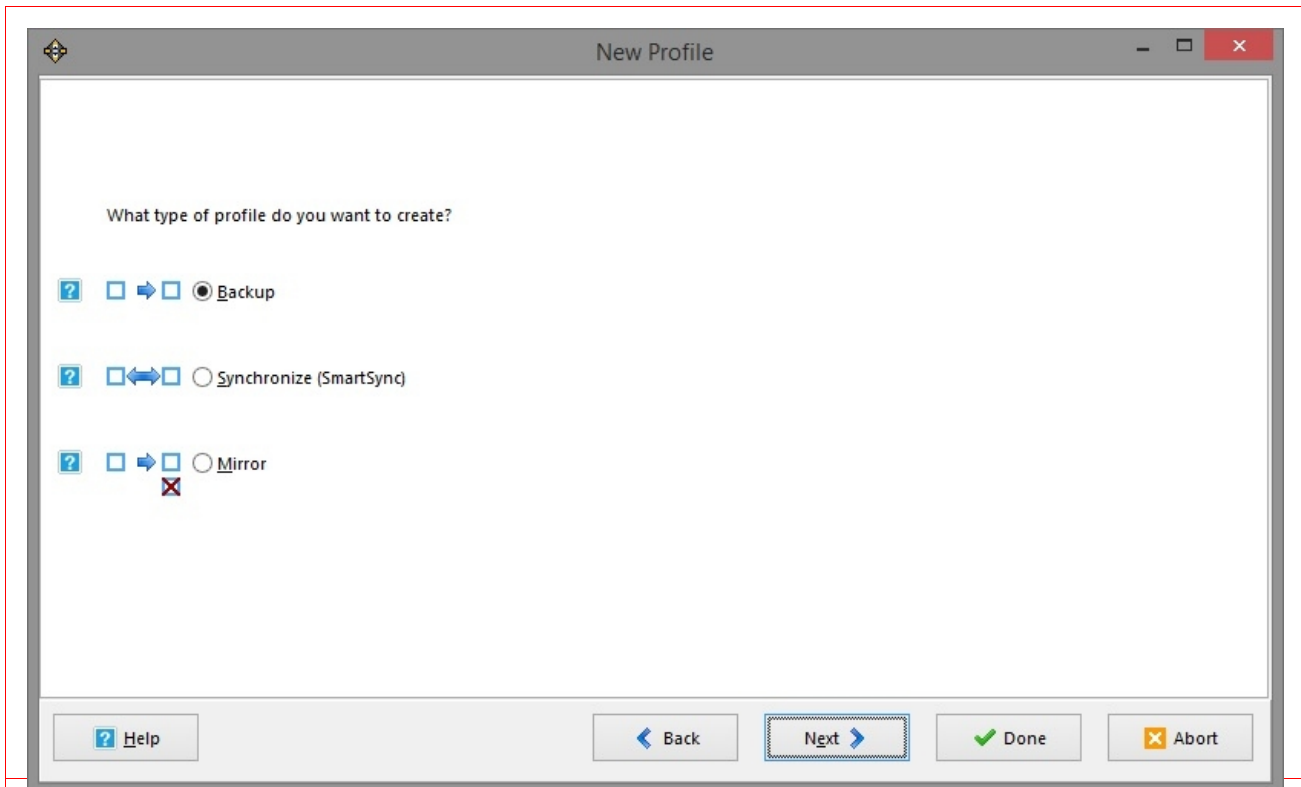 New Profile
What type of profile do you want to create?
? Backup
? Synchronize (SmartSync)
? Mirror
? Help
Back
Next
Done
Abort